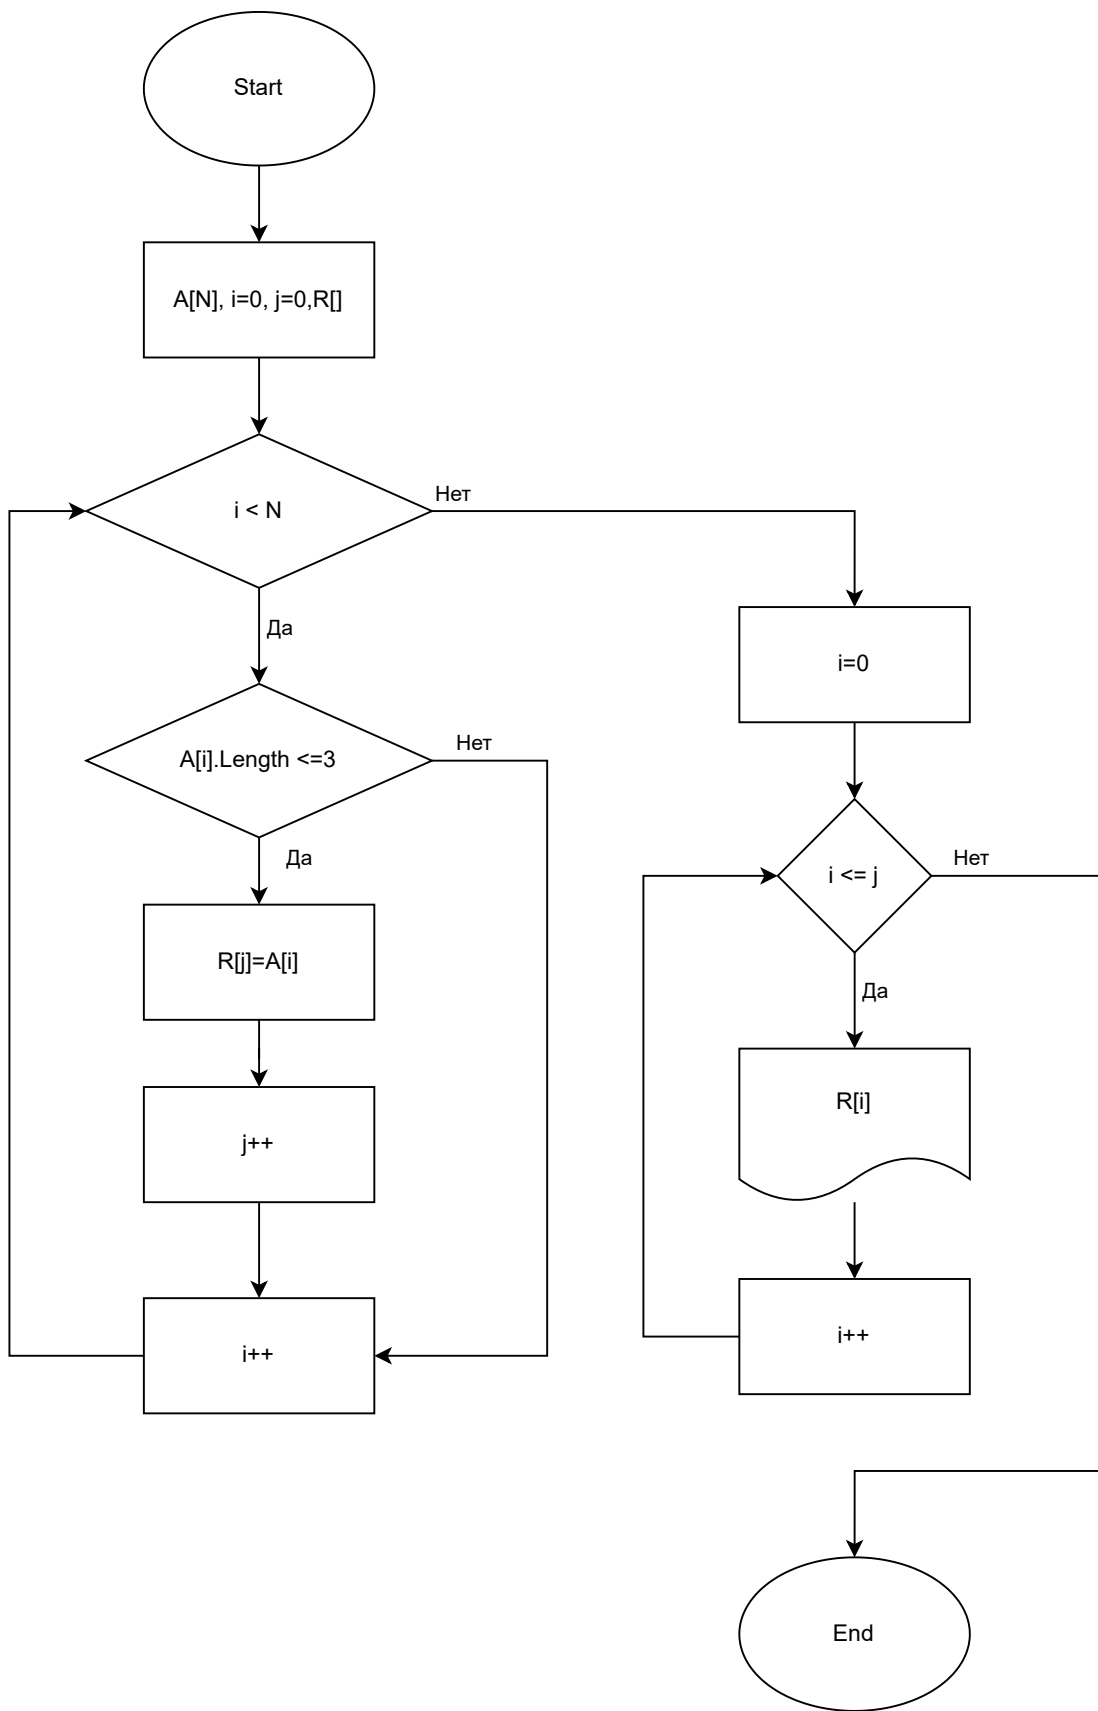 Start
A[N], i=0, j=0,R[]
i < N
Нет
Да
A[i].Length <=3
Нет
Да
R[j]=A[i]
j++
i++
i=0
i <= j
Нет
Да
R[i]
i++
End